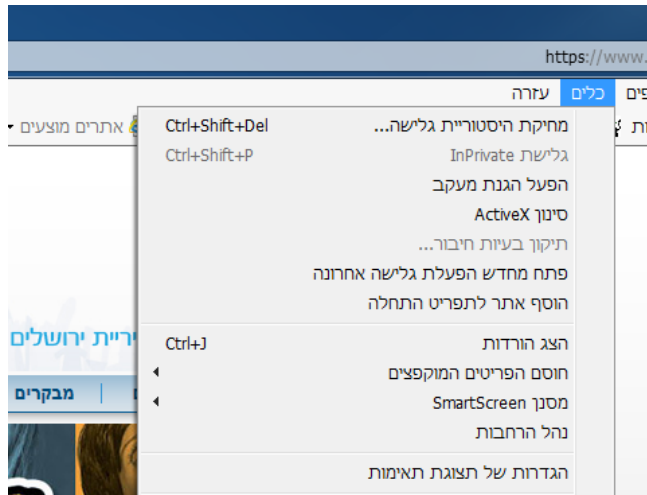 https://www.
כלים עזרה
אתרים מוצעים
מחיקת היסטוריית גלישה... Ctrl+Shift+Del
גלישת InPrivate Ctrl+Shift+P
הפעל הגנת מעקב
סינון ActiveX
תיקון בעיות חיבור...
פתח מחדש הפעלת גלישה אחרונה
הוסף אתר לתפריט התחלה
ירושלים
הצג הורדות Ctrl+J
חוסם הפריטים המוקפצים
מסנן SmartScreen
מבקרים
נהל הרחבות
הגדרות של תצוגת תאימות